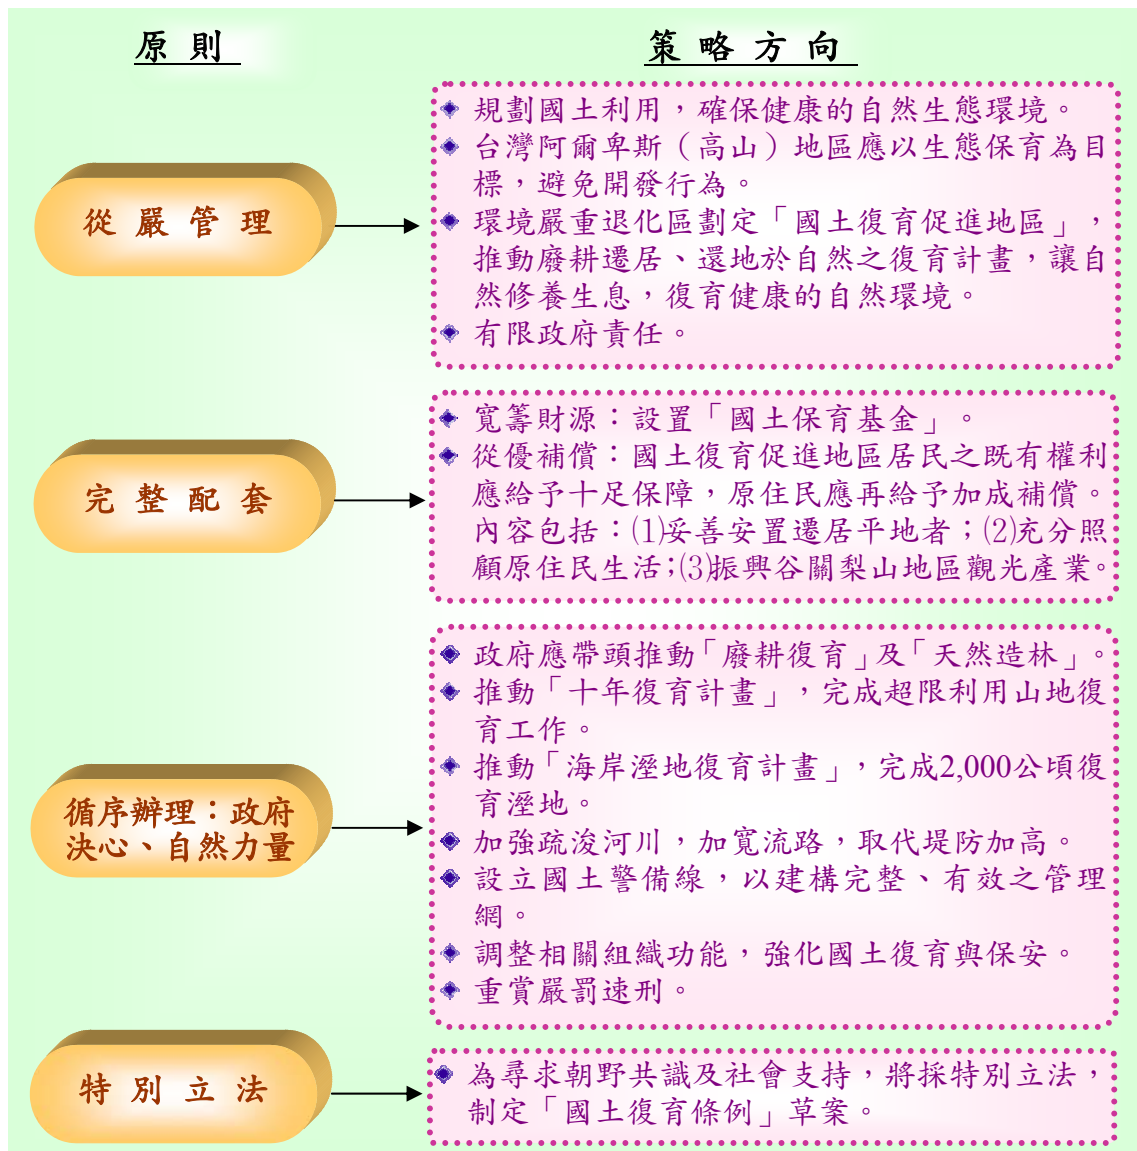 原則
策略方向
從嚴管理
規劃國土利用，確保健康的自然生態環境。
台灣阿爾卑斯（高山）地區應以生態保育為目
標，避免開發行為。
環境嚴重退化區劃定「國土復育促進地區」，
推動廢耕遷居、還地於自然之復育計畫，讓自
然修養生息，復育健康的自然環境。
有限政府責任。
完整配套
寬籌財源：設置「國土保育基金」。
從優補償：國土復育促進地區居民之既有權利
應給予十足保障，原住民應再給予加成補償。
內容包括：⑴妥善安置遷居平地者；⑵充分照
顧原住民生活；⑶振興谷關梨山地區觀光產業。
循序辦理：政府
決心、自然力量
政府應帶頭推動「廢耕復育」及「天然造林」。
推動「十年復育計畫」，完成超限利用山地復
育工作。
推動「海岸溼地復育計畫」，完成2,000公頃復
育溼地。
加強疏浚河川，加寬流路，取代堤防加高。
設立國土警備線，以建構完整、有效之管理
網。
調整相關組織功能，強化國土復育與保安。
重賞嚴罰速刑。
特別立法
為尋求朝野共識及社會支持，將採特別立法，
制定「國土復育條例」草案。